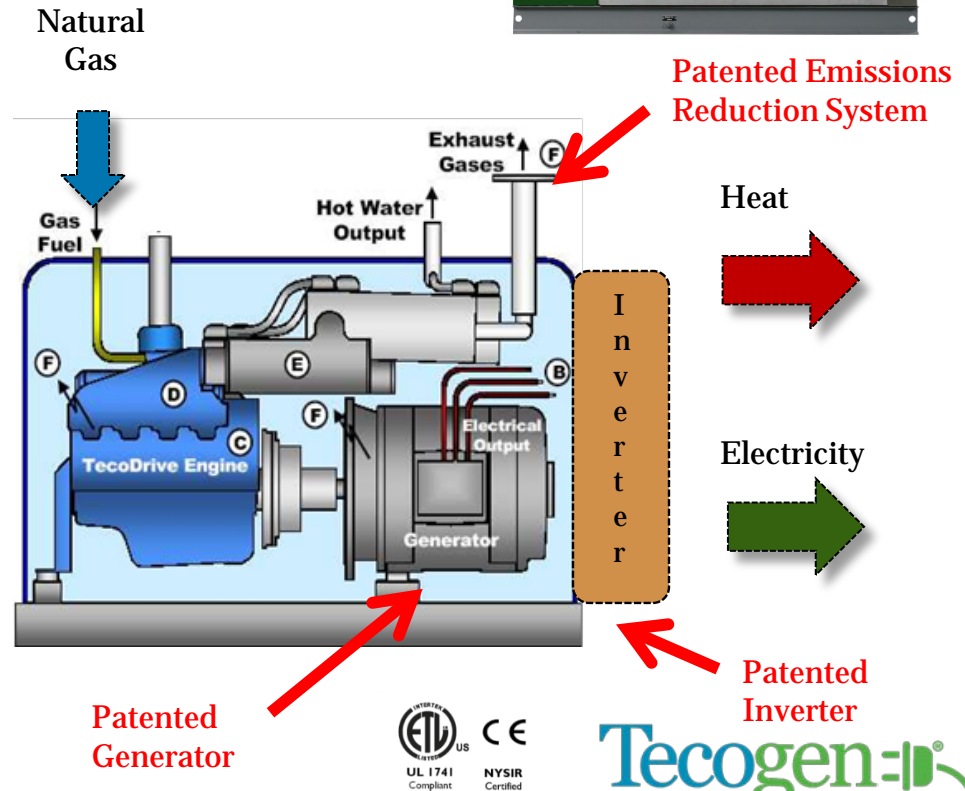 Natural
Gas
Patented Emissions
Reduction System
Exhaust
Gases
F
Hot Water
Output
Gas
Fuel
Heat
Inverter
F
E
B
D
F
C
Electrical
Output
TecoDrive Engine
Generator
Electricity
Patented
Inverter
Patented
Generator
INTERTEK
ETL
LISTED
US
CE
UL 1741
Compliant
NYSIR
Certified
Tecogen